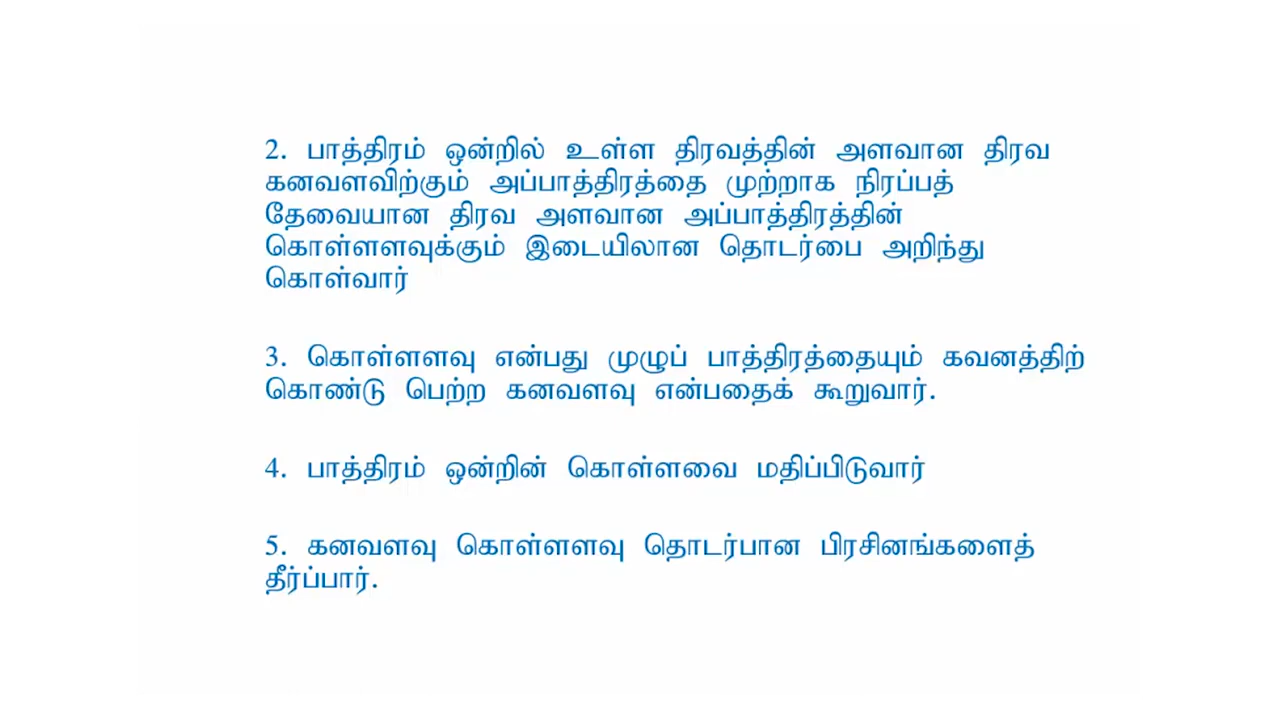 2. பாத்திரம் ஒன்றில் உள்ள திரவத்தின் அளவான திரவ
கனவளவிற்கும் அப்பாத்திரத்தை முற்றாக நிரப்பத்
தேவையான திரவ அளவான அப்பாத்திரத்தின்
கொள்ளளவுக்கும் இடையிலான தொடர்பை அறிந்து
கொள்வார்
3. கொள்ளளவு என்பது முழுப் பாத்திரத்தையும் கவனத்திற்
கொண்டு பெற்ற கனவளவு என்பதைக் கூறுவார்.
4. பாத்திரம் ஒன்றின் கொள்ளவை மதிப்பிடுவார்
5. கனவளவு கொள்ளளவு தொடர்பான பிரசினங்களைத்
தீர்ப்பார்.